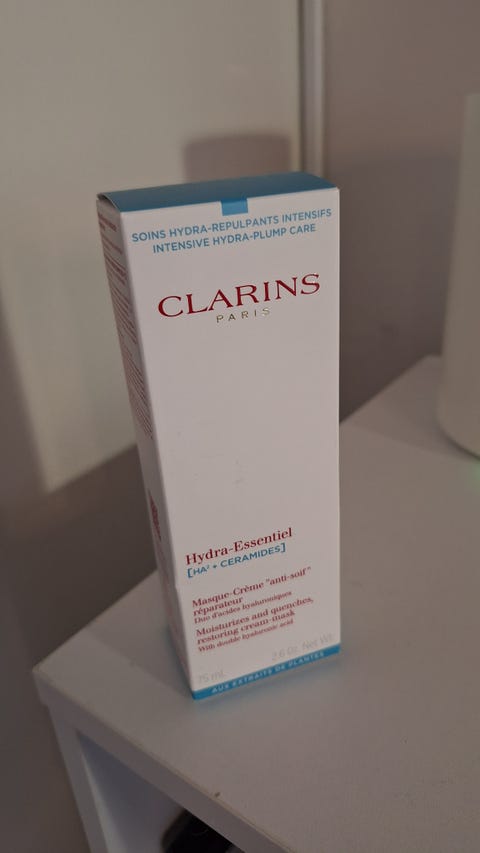 SOINS HYDRA-REPULPANTS INTENSIFS
INTENSIVE HYDRA-PLUMP CARE
CLARINS
PARIS
Hydra-Essentiel
[HA² + CERAMIDES]
Masque-Crème "anti-soif"
réparateur
Duo d'acides hyaluroniques
Moisturizes and quenches,
restoring cream-mask
With double hyaluronic acid
75 mL 2.6 Oz. Net Wt.
AUX EXTRAITS DE PLANTES